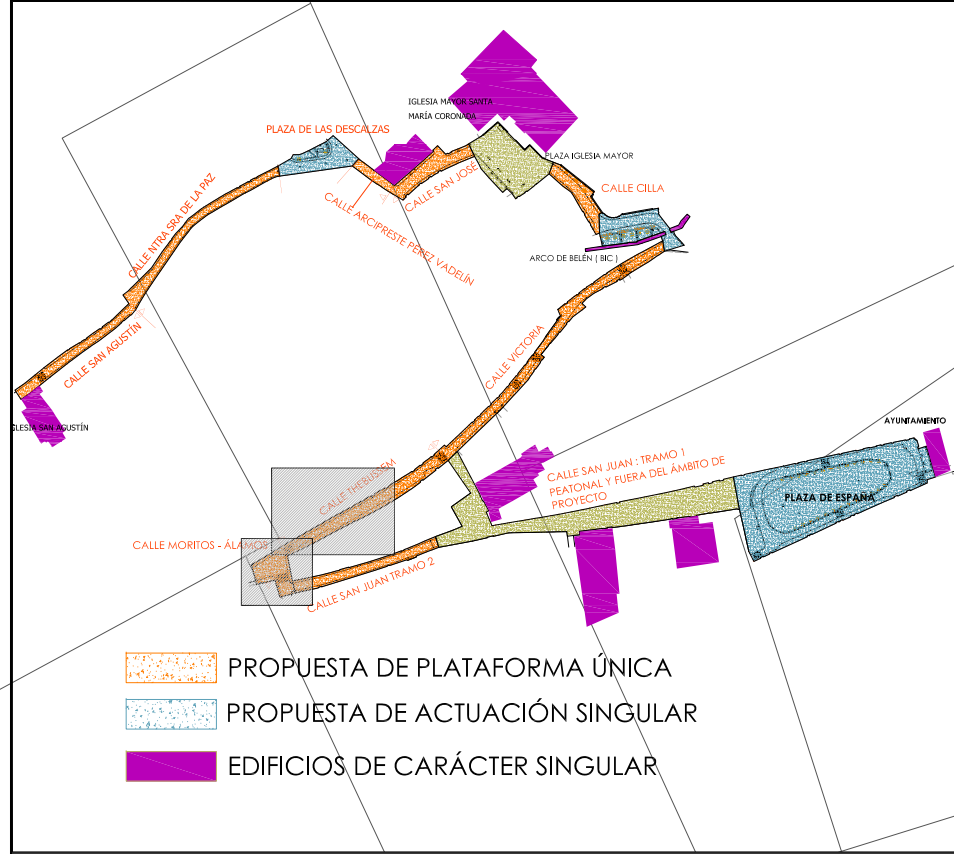 IGLESIA MAYOR SANTA
MARÍA CORONADA
PLAZA DE LAS DESCALZAS
PLAZA IGLESIA MAYOR
CALLE SAN JOSÉ
CALLE CILLA
CALLE NTRA SRA DE LA PAZ
CALLE ARCIPRESTE PEREZ VADELÍN
ARCO DE BELÉN ( BIC )
CALLE SAN AGUSTÍN
CALLE VICTORIA
IGLESIA SAN AGUSTÍN
AYUNTAMIENTO
CALLE THEBUSSEM
CALLE SAN JUAN : TRAMO 1
PEATONAL Y FUERA DEL ÁMBITO DE
PROYECTO
PLAZA DE ESPAÑA
CALLE MORITOS - ÁLAMOS
CALLE SAN JUAN TRAMO 2
PROPUESTA DE PLATAFORMA ÚNICA
PROPUESTA DE ACTUACIÓN SINGULAR
EDIFICIOS DE CARÁCTER SINGULAR